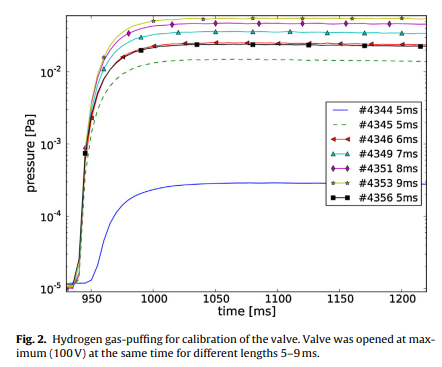 10⁻²
10⁻³
10⁻⁴
10⁻⁵
pressure [Pa]
#4344 5ms
#4345 5ms
#4346 6ms
#4349 7ms
#4351 8ms
#4353 9ms
#4356 5ms
950 1000 1050 1100 1150 1200
time [ms]
Fig. 2. Hydrogen gas-puffing for calibration of the valve. Valve was opened at max-
imum (100 V) at the same time for different lengths 5–9 ms.